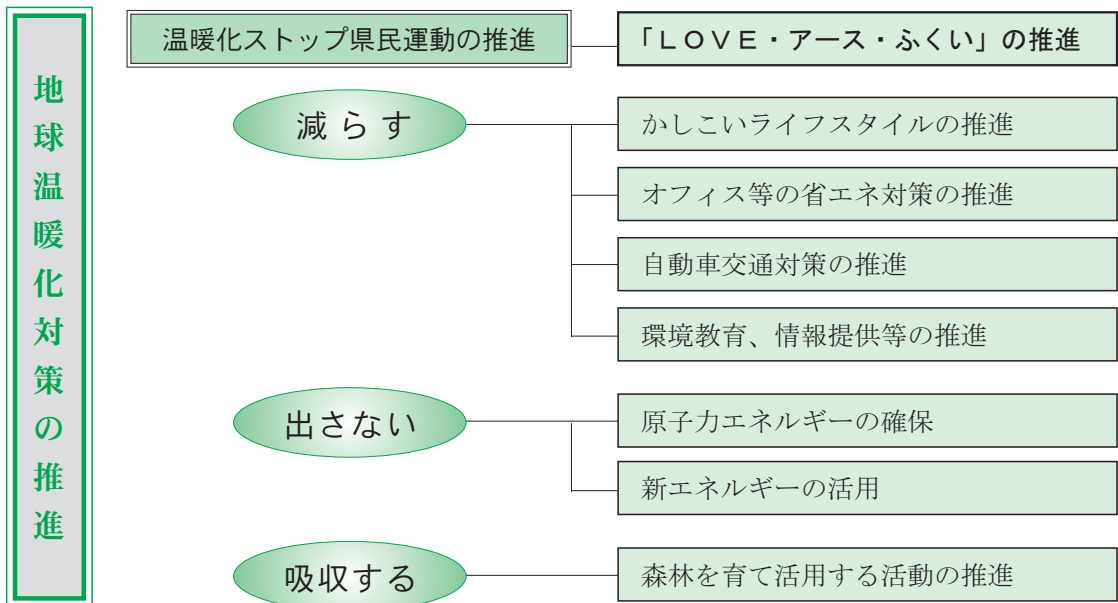 地球温暖化対策の推進
温暖化ストップ県民運動の推進
「ＬＯＶＥ・アース・ふくい」の推進
減らす
かしこいライフスタイルの推進
オフィス等の省エネ対策の推進
自動車交通対策の推進
環境教育、情報提供等の推進
出さない
原子力エネルギーの確保
新エネルギーの活用
吸収する
森林を育て活用する活動の推進